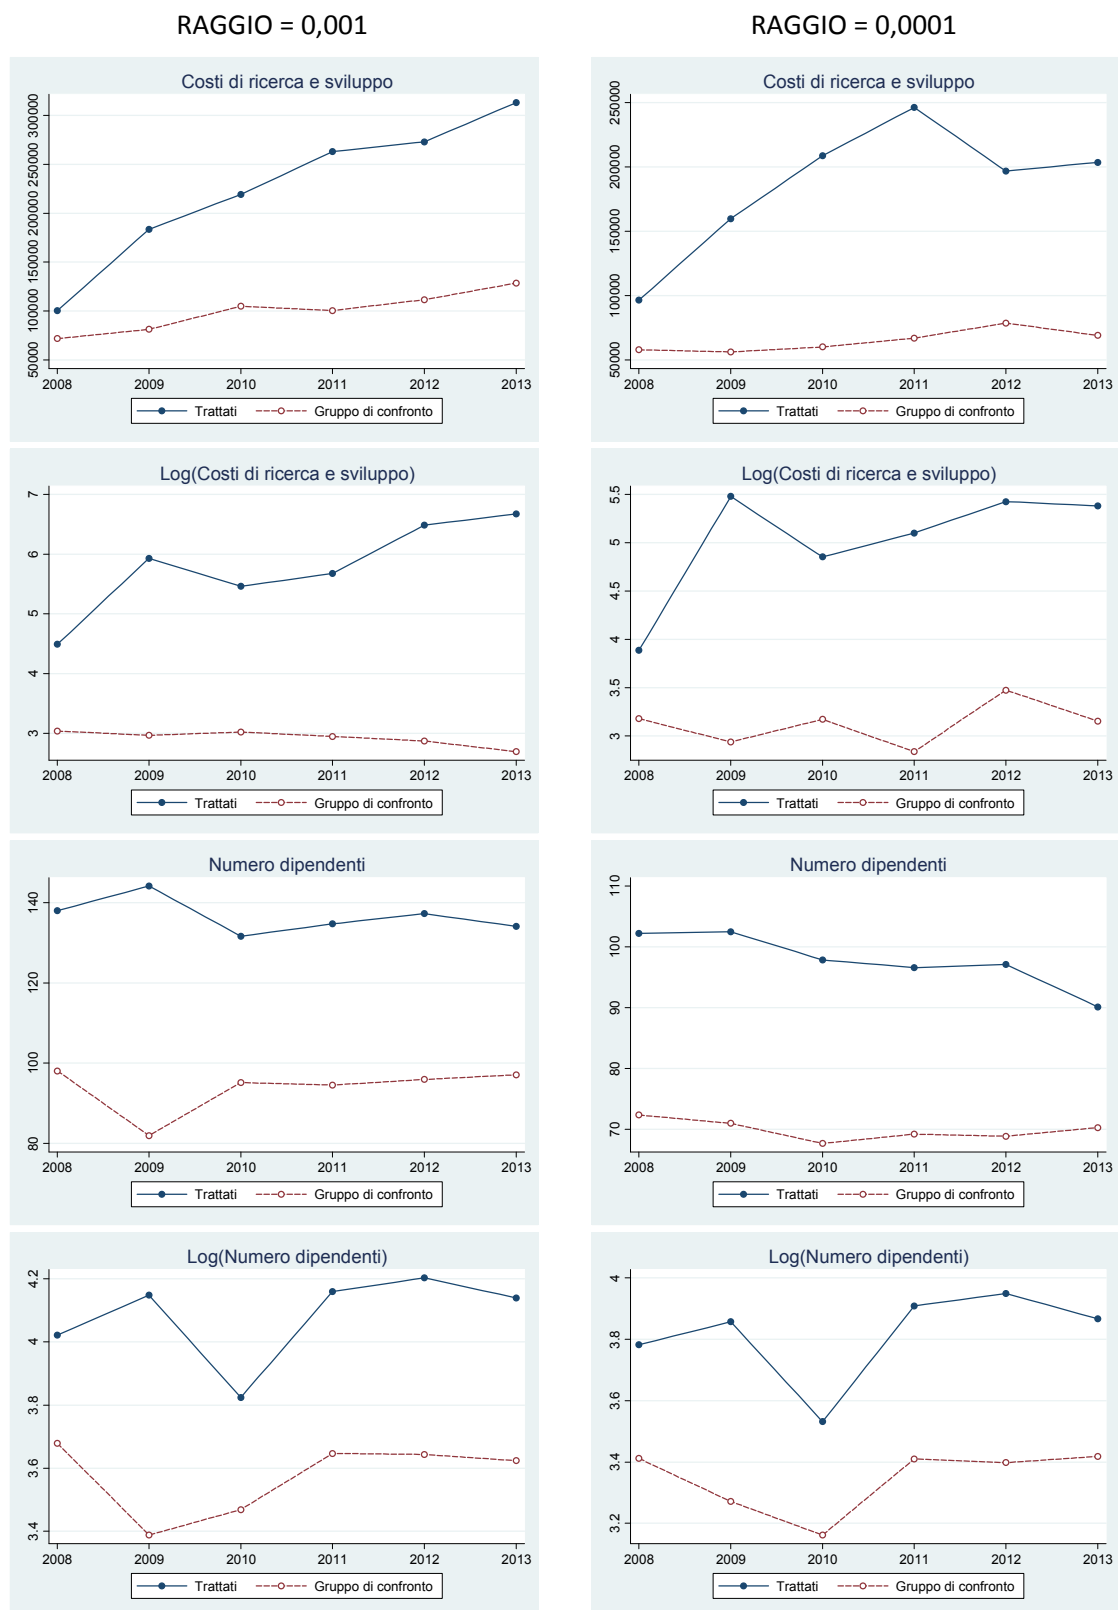 RAGGIO = 0,001
RAGGIO = 0,0001
Costi di ricerca e sviluppo
50000 100000 150000 200000 250000 300000
2008 2009 2010 2011 2012 2013
Trattati Gruppo di confronto
Costi di ricerca e sviluppo
50000 100000 150000 200000 250000
2008 2009 2010 2011 2012 2013
Trattati Gruppo di confronto
Log(Costi di ricerca e sviluppo)
3 4 5 6 7
2008 2009 2010 2011 2012 2013
Trattati Gruppo di confronto
Log(Costi di ricerca e sviluppo)
3 3.5 4 4.5 5 5.5
2008 2009 2010 2011 2012 2013
Trattati Gruppo di confronto
Numero dipendenti
80 100 120 140
2008 2009 2010 2011 2012 2013
Trattati Gruppo di confronto
Numero dipendenti
70 80 90 100 110
2008 2009 2010 2011 2012 2013
Trattati Gruppo di confronto
Log(Numero dipendenti)
3.4 3.6 3.8 4 4.2
2008 2009 2010 2011 2012 2013
Trattati Gruppo di confronto
Log(Numero dipendenti)
3.2 3.4 3.6 3.8 4
2008 2009 2010 2011 2012 2013
Trattati Gruppo di confronto